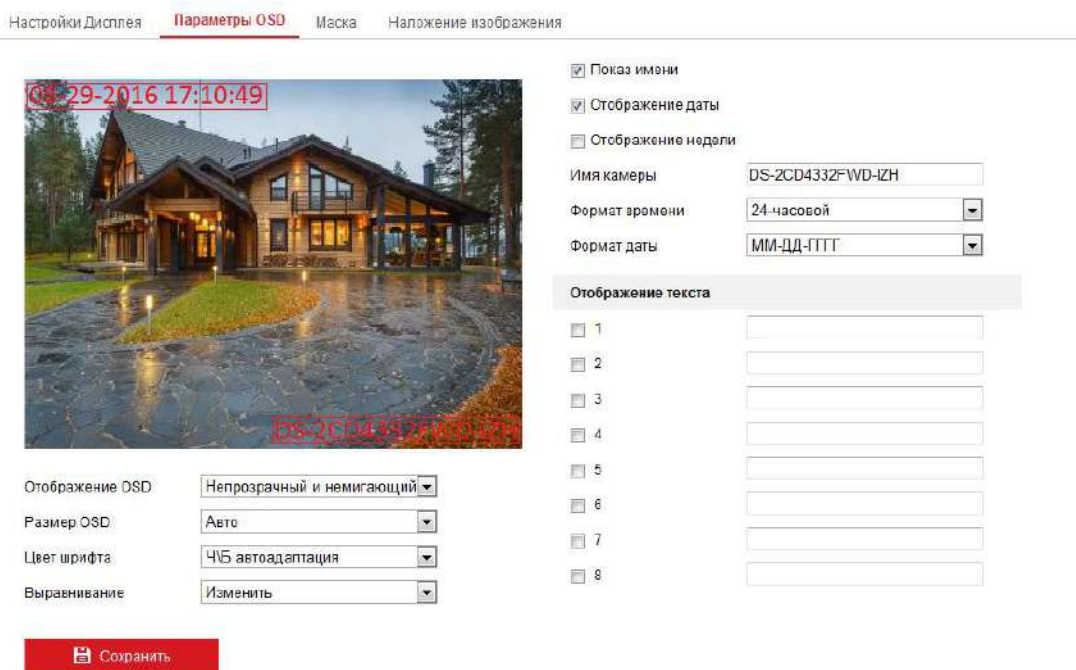 Настройки Дисплея Параметры OSD Маска Наложение изображения
29-2016 17:10:49
DS-2CD4332FWD-IZH
Отображение OSD Непрозрачный и немигающий
Размер OSD Авто
Цвет шрифта Ч\Б автоадаптация
Выравнивание Изменить
Сохранить
Показ имени
Отображение даты
Отображение недели
Имя камеры DS-2CD4332FWD-IZH
Формат времени 24-часовой
Формат даты ММ-ДД-ГГГГ
Отображение текста
1
2
3
4
5
6
7
8